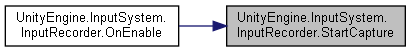 UnityEngine.InputSystem.
InputRecorder.OnEnable
UnityEngine.InputSystem.
InputRecorder.StartCapture